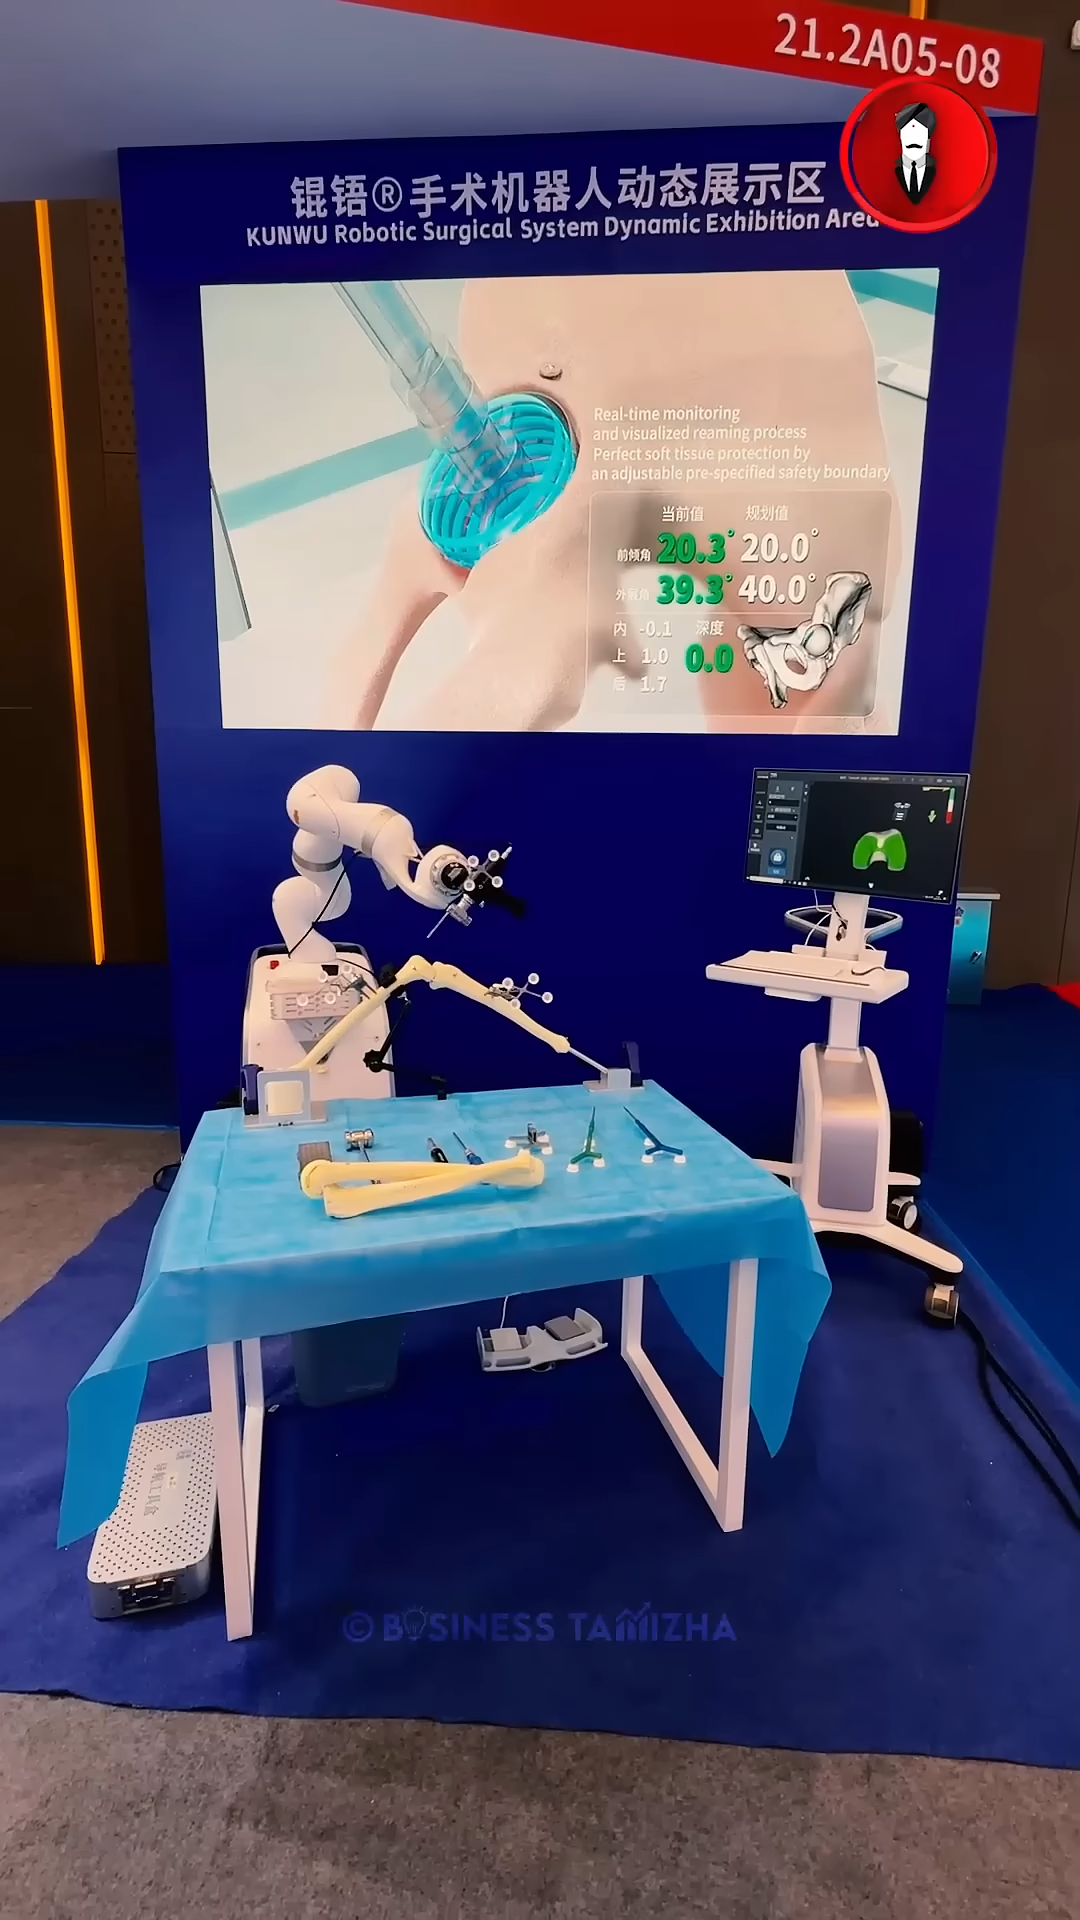 21.2A05-08
锟铻®手术机器人动态展示区
KUNWU Robotic Surgical System Dynamic Exhibition Area
Real-time monitoring
and visualized reaming process
Perfect soft tissue protection by
an adjustable pre-specified safety boundary
当前值 规划值
前倾角 20.3° 20.0°
外展角 39.3° 40.0°
内 -0.1 深度
上 1.0 0.0
后 1.7
© BUSINESS TAMIZHA